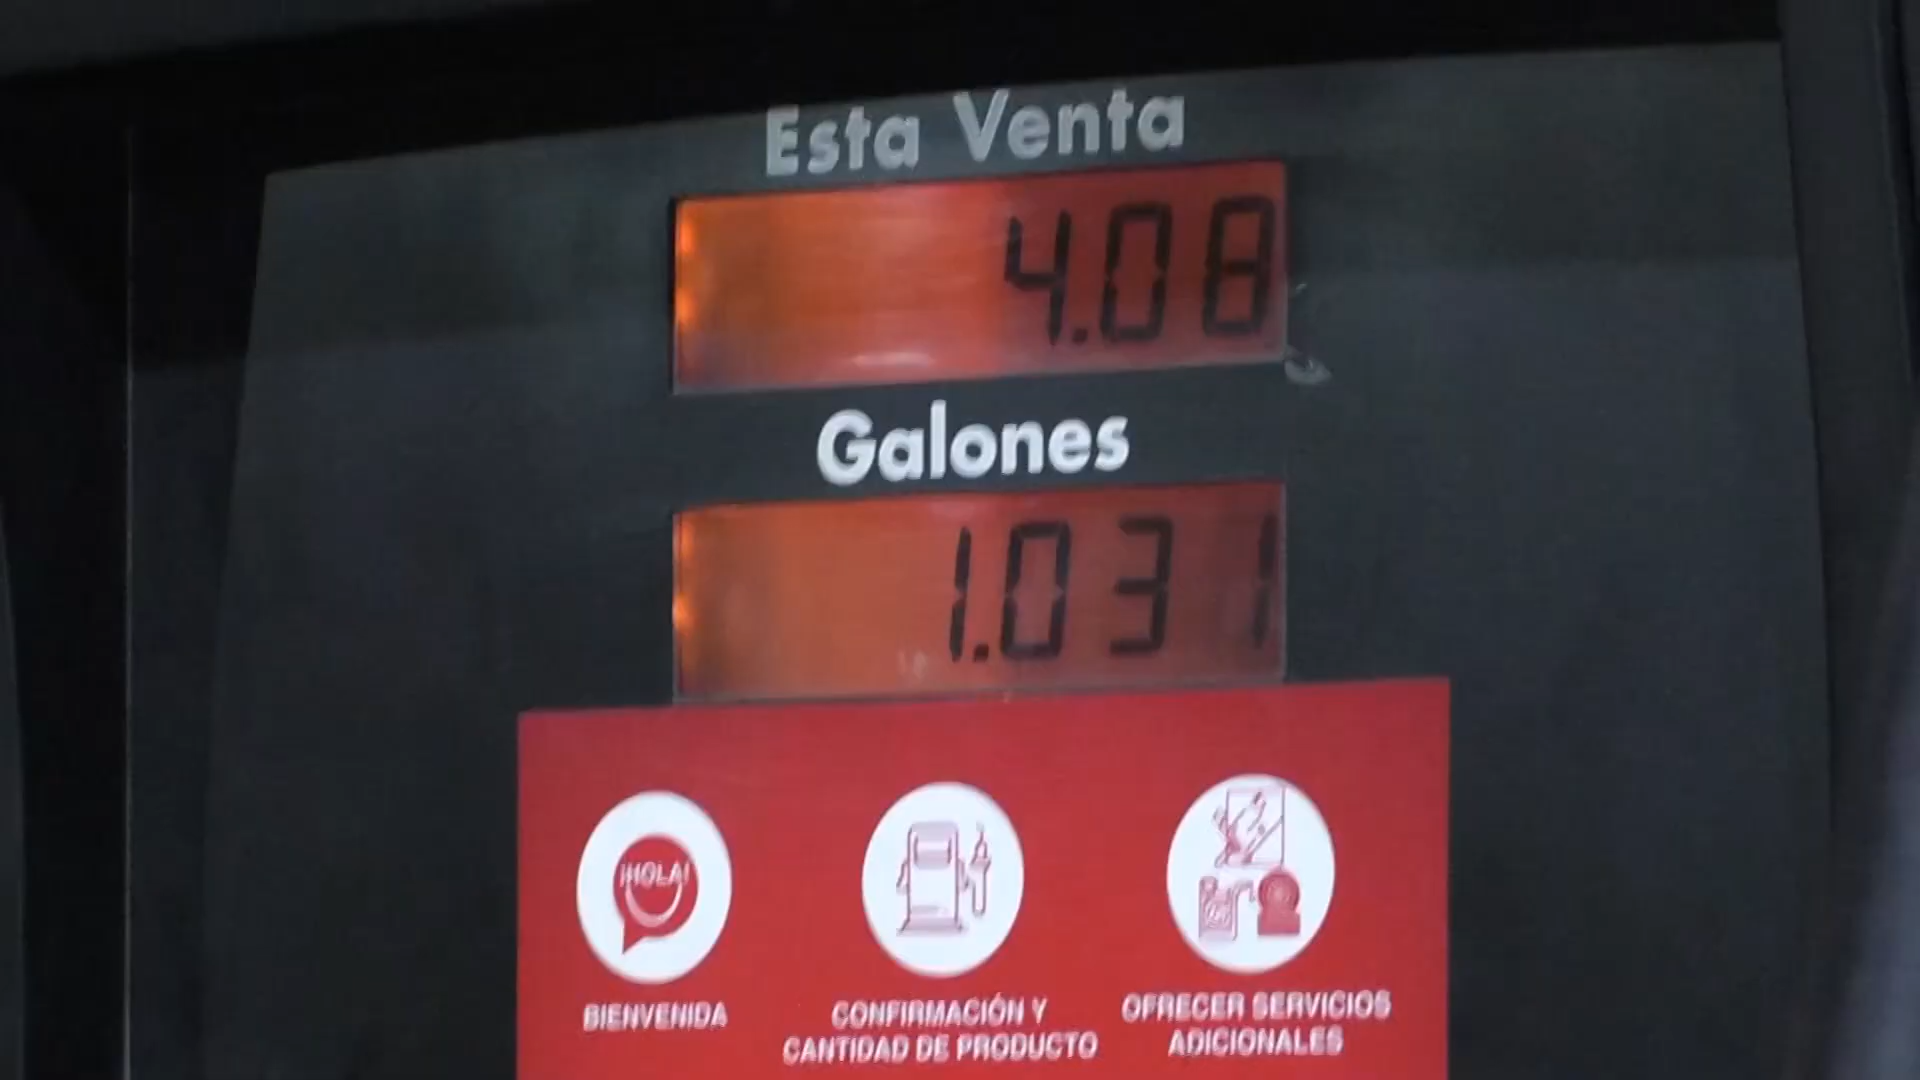 Esta Venta
4.08
Galones
1.031
¡HOLA!
BIENVENIDA
CONFIRMACIÓN Y
CANTIDAD DE PRODUCTO
OFRECER SERVICIOS
ADICIONALES